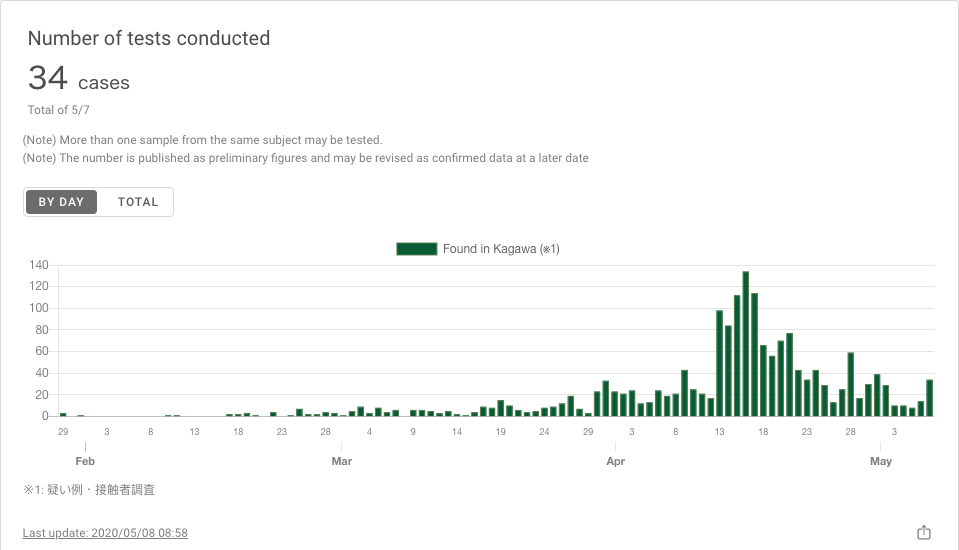 Number of tests conducted
34 cases
Total of 5/7
(Note) More than one sample from the same subject may be tested.
(Note) The number is published as preliminary figures and may be revised as confirmed data at a later date
BY DAY TOTAL
Found in Kagawa (※1)
140
120
100
80
60
40
20
0
29 3 8 13 18 23 28 4 9 14 19 24 29 3 8 13 18 23 28 3
Feb Mar Apr May
※1: 疑い例・接触者調査
Last update: 2020/05/08 08:58